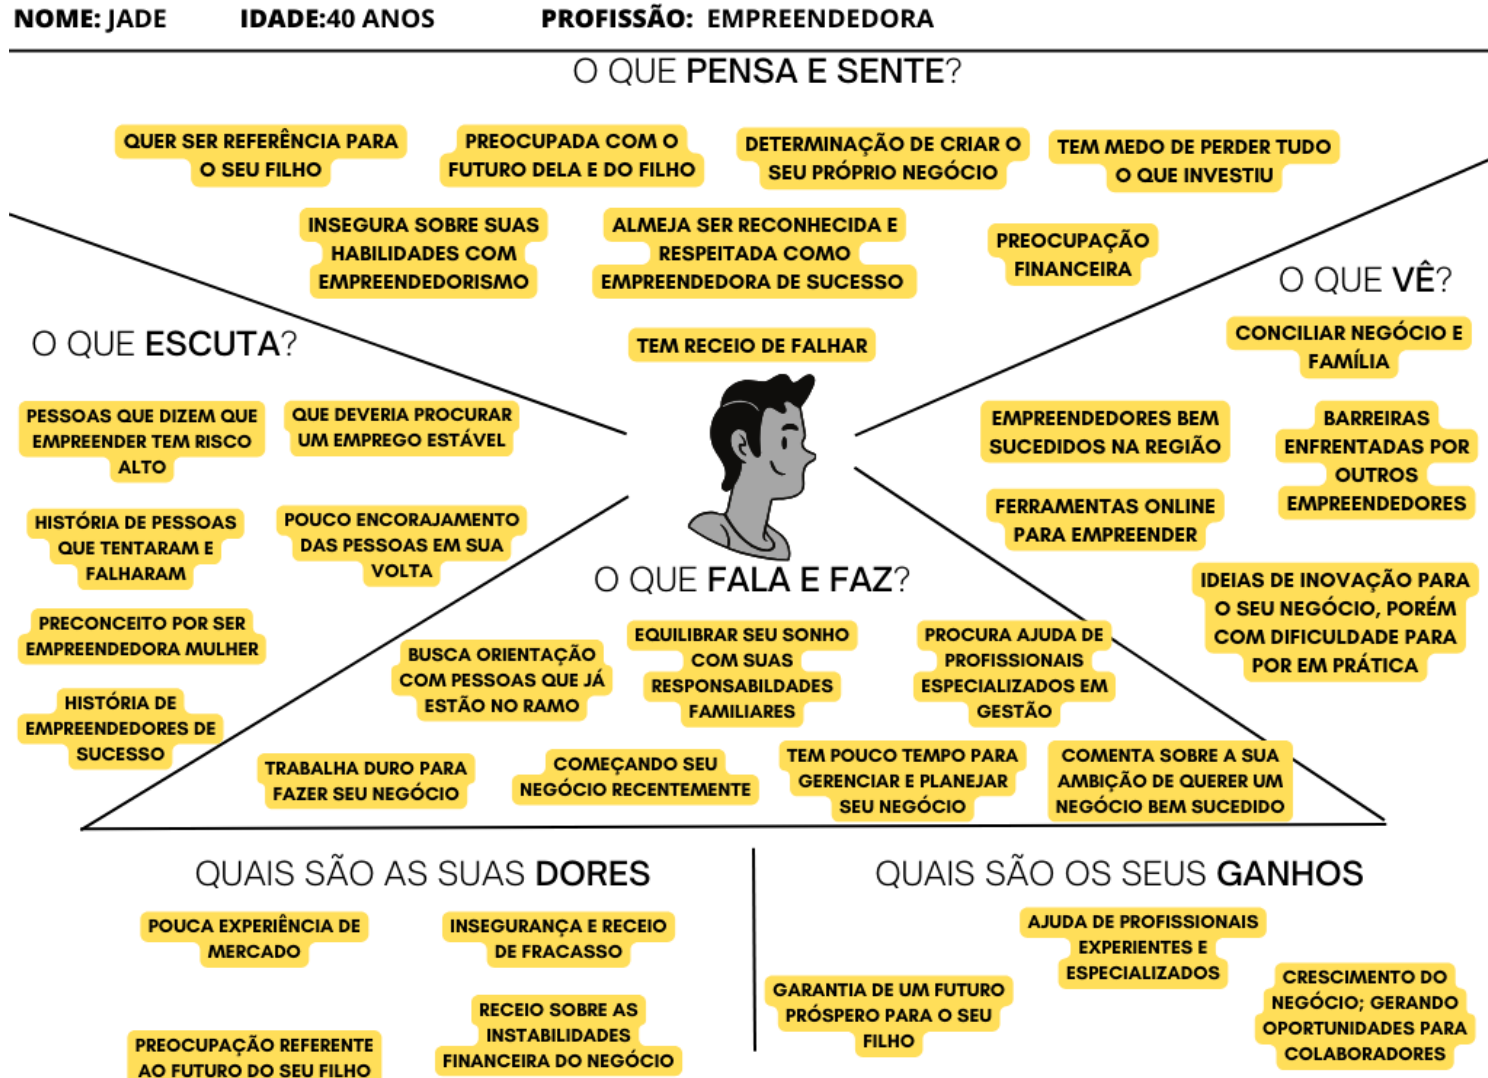 NOME: JADE IDADE:40 ANOS PROFISSÃO: EMPREENDEDORA
O QUE PENSA E SENTE?
QUER SER REFERÊNCIA PARA
O SEU FILHO
PREOCUPADA COM O
FUTURO DELA E DO FILHO
DETERMINAÇÃO DE CRIAR O
SEU PRÓPRIO NEGÓCIO
TEM MEDO DE PERDER TUDO
O QUE INVESTIU
INSEGURA SOBRE SUAS
HABILIDADES COM
EMPREENDEDORISMO
ALMEJA SER RECONHECIDA E
RESPEITADA COMO
EMPREENDEDORA DE SUCESSO
PREOCUPAÇÃO
FINANCEIRA
TEM RECEIO DE FALHAR
O QUE ESCUTA?
PESSOAS QUE DIZEM QUE
EMPREENDER TEM RISCO
ALTO
QUE DEVERIA PROCURAR
UM EMPREGO ESTÁVEL
HISTÓRIA DE PESSOAS
QUE TENTARAM E
FALHARAM
POUCO ENCORAJAMENTO
DAS PESSOAS EM SUA
VOLTA
PRECONCEITO POR SER
EMPREENDEDORA MULHER
HISTÓRIA DE
EMPREENDEDORES DE
SUCESSO
O QUE VÊ?
CONCILIAR NEGÓCIO E
FAMÍLIA
EMPREENDEDORES BEM
SUCEDIDOS NA REGIÃO
BARREIRAS
ENFRENTADAS POR
OUTROS
EMPREENDEDORES
FERRAMENTAS ONLINE
PARA EMPREENDER
IDEIAS DE INOVAÇÃO PARA
O SEU NEGÓCIO, PORÉM
COM DIFICULDADE PARA
POR EM PRÁTICA
O QUE FALA E FAZ?
BUSCA ORIENTAÇÃO
COM PESSOAS QUE JÁ
ESTÃO NO RAMO
EQUILIBRAR SEU SONHO
COM SUAS
RESPONSABILDADES
FAMILIARES
PROCURA AJUDA DE
PROFISSIONAIS
ESPECIALIZADOS EM
GESTÃO
TRABALHA DURO PARA
FAZER SEU NEGÓCIO
COMEÇANDO SEU
NEGÓCIO RECENTEMENTE
TEM POUCO TEMPO PARA
GERENCIAR E PLANEJAR
SEU NEGÓCIO
COMENTA SOBRE A SUA
AMBIÇÃO DE QUERER UM
NEGÓCIO BEM SUCEDIDO
QUAIS SÃO AS SUAS DORES
POUCA EXPERIÊNCIA DE
MERCADO
INSEGURANÇA E RECEIO
DE FRACASSO
PREOCUPAÇÃO REFERENTE
AO FUTURO DO SEU FILHO
RECEIO SOBRE AS
INSTABILIDADES
FINANCEIRA DO NEGÓCIO
QUAIS SÃO OS SEUS GANHOS
AJUDA DE PROFISSIONAIS
EXPERIENTES E
ESPECIALIZADOS
GARANTIA DE UM FUTURO
PRÓSPERO PARA O SEU
FILHO
CRESCIMENTO DO
NEGÓCIO; GERANDO
OPORTUNIDADES PARA
COLABORADORES